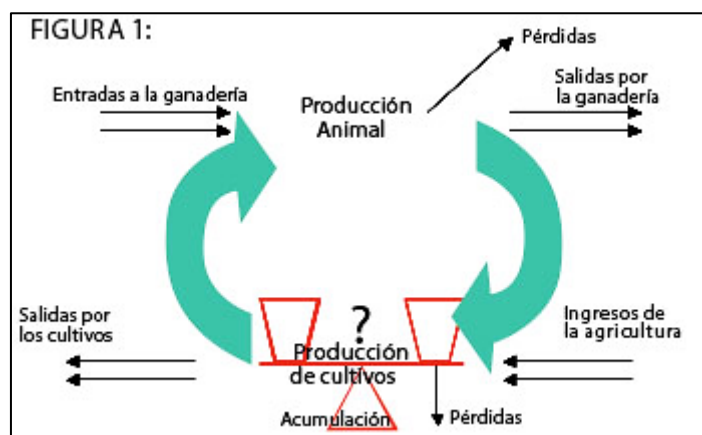 FIGURA 1:
Pérdidas
Entradas a la ganadería
Producción
Animal
Salidas por
la ganadería
Salidas por
los cultivos
?
Producción
de cultivos
Ingresos de
la agricultura
Acumulación
Pérdidas